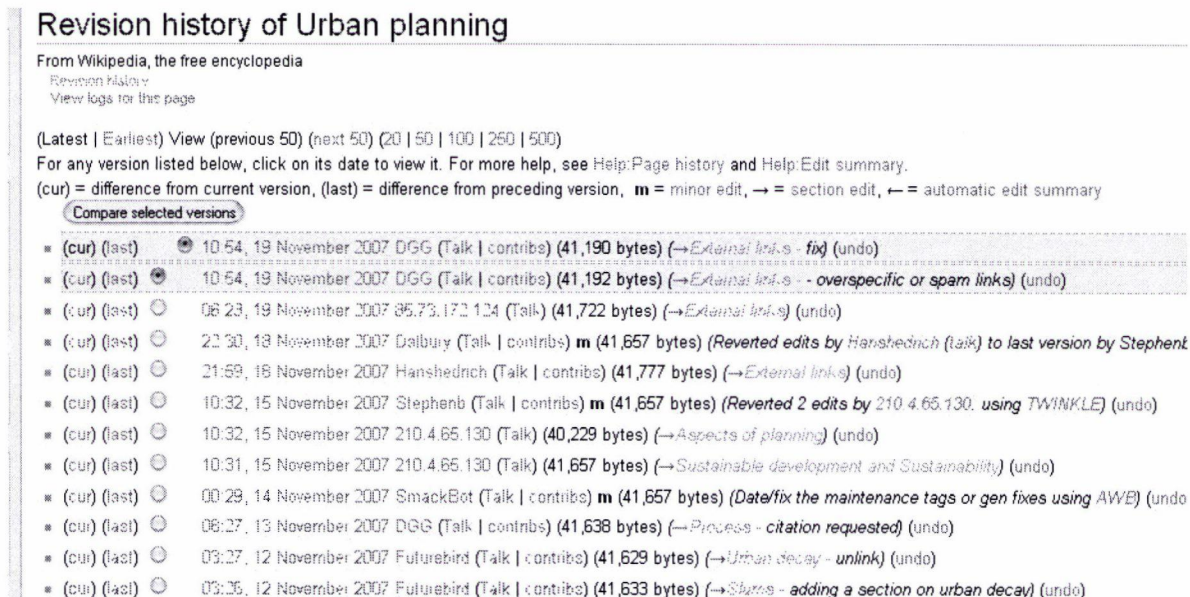 Revision history of Urban planning
From Wikipedia, the free encyclopedia
Revision history
View logs for this page
(Latest | Earliest) View (previous 50) (next 50) (20 | 50 | 100 | 250 | 500)
For any version listed below, click on its date to view it. For more help, see Help:Page history and Help:Edit summary.
(cur) = difference from current version, (last) = difference from preceding version, m = minor edit, → = section edit, ← = automatic edit summary
Compare selected versions
(cur) (last) 10:54, 19 November 2007 DGG (Talk | contribs) (41,190 bytes) (→External links - fix) (undo)
(cur) (last) 10:54, 19 November 2007 DGG (Talk | contribs) (41,192 bytes) (→External links - - overspecific or spam links) (undo)
(cur) (last) 06:23, 19 November 2007 (Talk) (41,722 bytes) (→External links) (undo)
(cur) (last) 22:30, 18 November 2007 Dalbury (Talk | contribs) m (41,657 bytes) (Reverted edits by Hanshedrich (talk) to last version by Stephenb
(cur) (last) 21:59, 18 November 2007 Hanshedrich (Talk | contribs) (41,777 bytes) (→External links) (undo)
(cur) (last) 10:32, 15 November 2007 Stephenb (Talk | contribs) m (41,657 bytes) (Reverted 2 edits by 210.4.65.130. using TWINKLE) (undo)
(cur) (last) 10:32, 15 November 2007 210.4.65.130 (Talk) (40,229 bytes) (→Aspects of planning) (undo)
(cur) (last) 10:31, 15 November 2007 210.4.65.130 (Talk) (41,657 bytes) (→Sustainable development and Sustainability) (undo)
(cur) (last) 00:29, 14 November 2007 SmackBot (Talk | contribs) m (41,657 bytes) (Date/fix the maintenance tags or gen fixes using AWB) (undo
(cur) (last) 06:27, 13 November 2007 DGG (Talk | contribs) (41,638 bytes) (→Process - citation requested) (undo)
(cur) (last) 03:27, 12 November 2007 Futurebird (Talk | contribs) (41,629 bytes) (→Urban decay - unlink) (undo)
(cur) (last) 12 November 2007 Futurebird (Talk | contribs) (41,633 bytes) (→Slums - adding a section on urban decay) (undo)